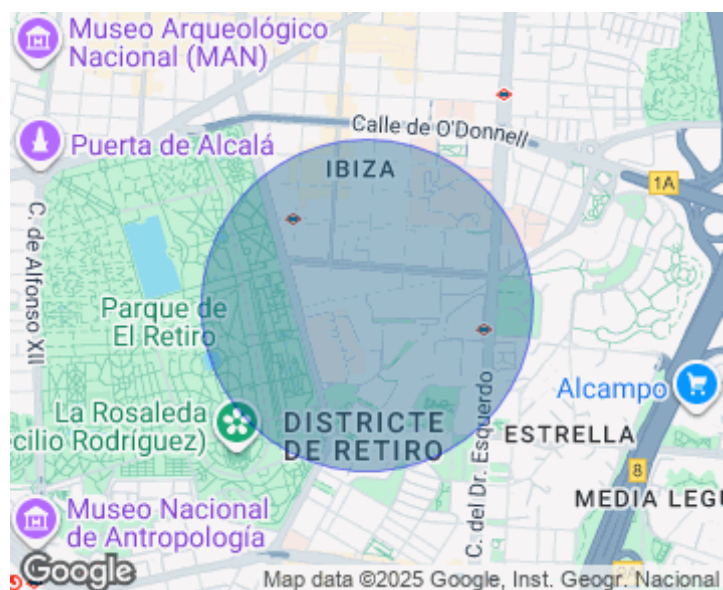 Museo Arqueológico
Nacional (MAN)
Calle de O'Donnell
Puerta de Alcalá
IBIZA
1A
C. de Alfonso XII
Parque de
El Retiro
Alcampo
La Rosaleda
ecilio Rodríguez)
DISTRICTE
DE RETIRO
C. del Dr. Esquerdo
ESTRELLA
8
MEDIA LEGU
Museo Nacional
de Antropología
Google
Map data ©2025 Google, Inst. Geogr. Nacional